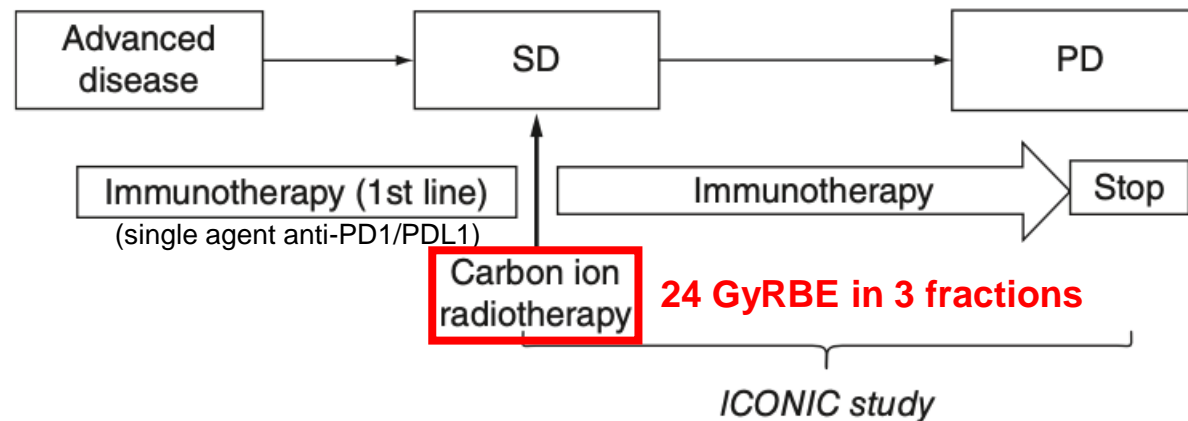 Advanced
disease
SD
PD
Immunotherapy (1st line)
(single agent anti-PD1/PDL1)
Immunotherapy
Stop
Carbon ion
radiotherapy
24 GyRBE in 3 fractions
ICONIC study